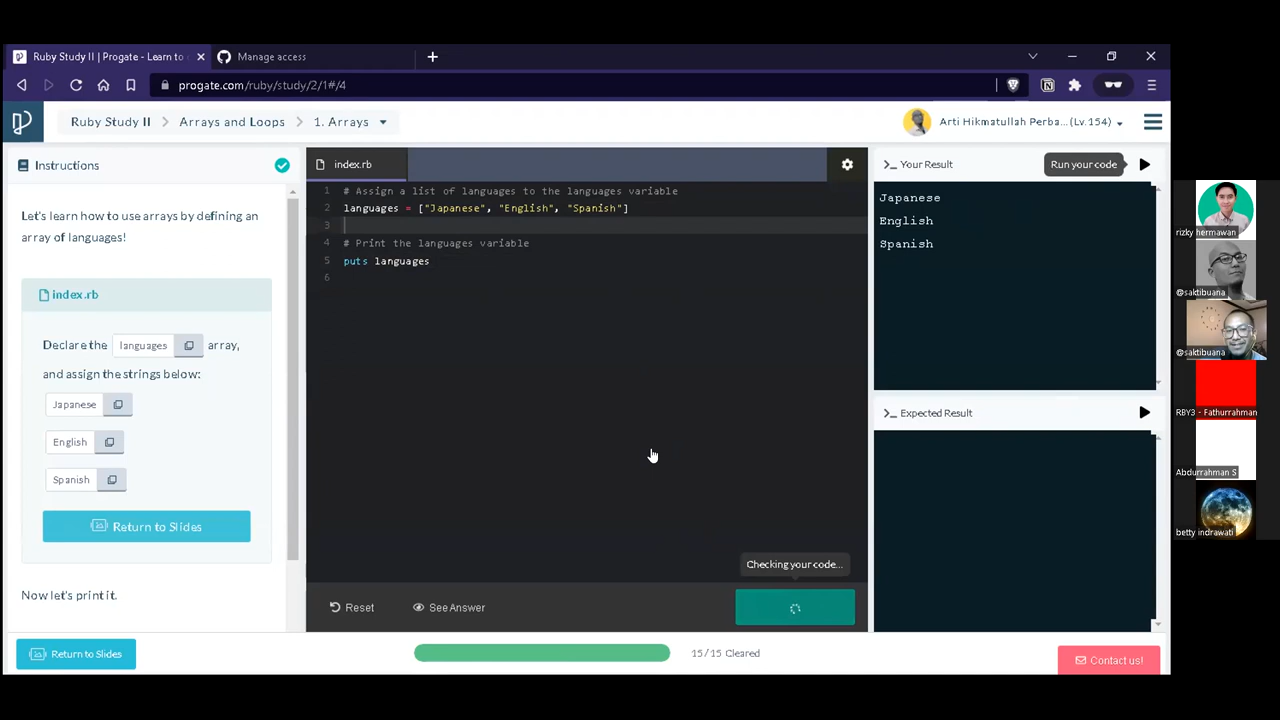 Ruby Study II | Progate - Learn to
Manage access
progate.com/ruby/study/2/1#/4
Ruby Study II
Arrays and Loops
1. Arrays
Arti Hikmatullah Perba...(Lv.154)
Instructions
Let's learn how to use arrays by defining an
array of languages!
index.rb
Declare the languages array,
and assign the strings below:
Japanese
English
Spanish
Return to Slides
Now let's print it.
index.rb
1 # Assign a list of languages to the languages variable
2 languages = ["Japanese", "English", "Spanish"]
3
4 # Print the languages variable
5 puts languages
6
Checking your code...
Reset
See Answer
Your Result
Run your code
Japanese
English
Spanish
Expected Result
Return to Slides
15/15 Cleared
Contact us!
rizky hermawan
@saktibuana
@saktibuana
RBY3 - Fathurrahman
Abdurrahman S
betty indrawati